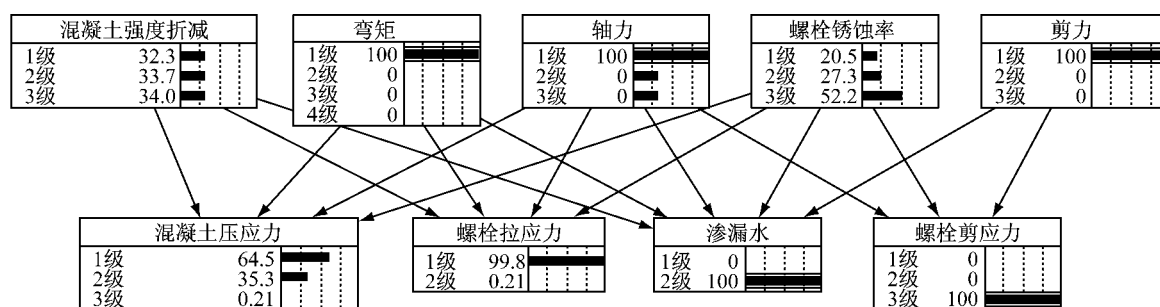 混凝土强度折减
1级 32.3
2级 33.7
3级 34.0
弯矩
1级 100
2级 0
3级 0
4级 0
轴力
1级 100
2级 0
3级 0
螺栓锈蚀率
1级 20.5
2级 27.3
3级 52.2
剪力
1级 100
2级 0
3级 0
混凝土压应力
1级 64.5
2级 35.3
3级 0.21
螺栓拉应力
1级 99.8
2级 0.21
渗漏水
1级 0
2级 100
螺栓剪应力
1级 0
2级 0
3级 100